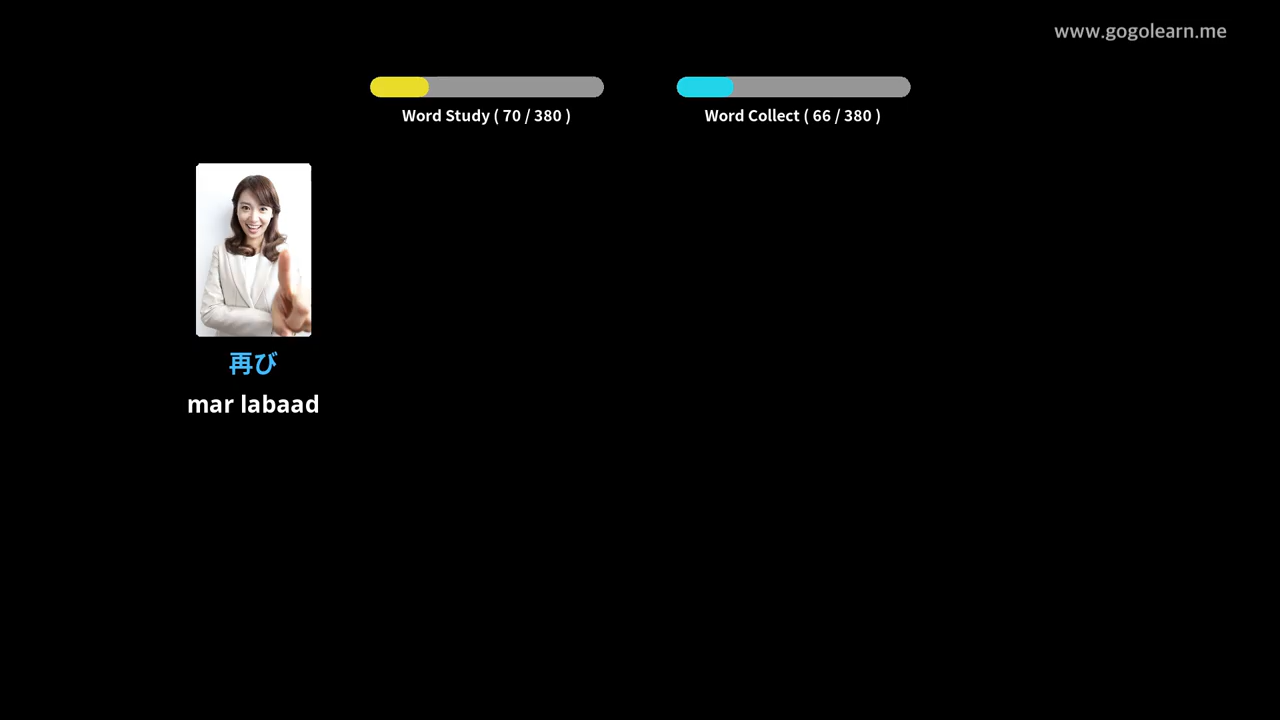 www.gogolearn.me
Word Study ( 70 / 380 )
Word Collect ( 66 / 380 )
再び
mar labaad